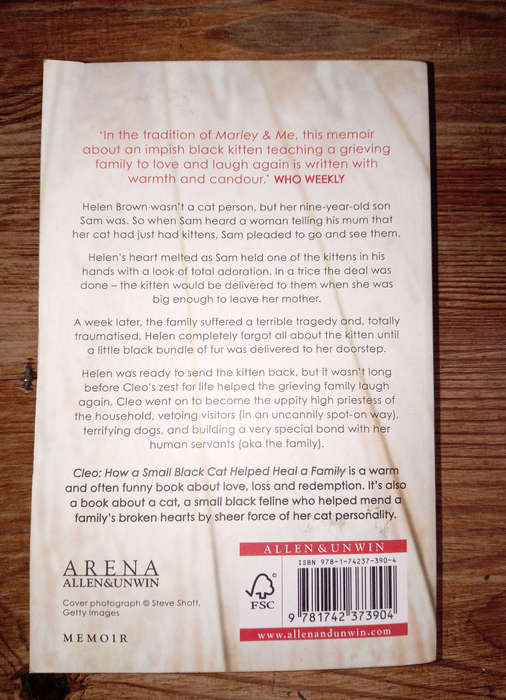 'In the tradition of Marley & Me, this memoir
about an impish black kitten teaching a grieving
family to love and laugh again is written with
warmth and candour.' WHO WEEKLY
Helen Brown wasn't a cat person, but her nine-year-old son
Sam was. So when Sam heard a woman telling his mum that
her cat had just had kittens, Sam pleaded to go and see them.
Helen's heart melted as Sam held one of the kittens in his
hands with a look of total adoration. In a trice the deal was
done – the kitten would be delivered to them when she was
big enough to leave her mother.
A week later, the family suffered a terrible tragedy and, totally
traumatised, Helen completely forgot all about the kitten until
a little black bundle of fur was delivered to her doorstep.
Helen was ready to send the kitten back, but it wasn't long
before Cleo's zest for life helped the grieving family laugh
again. Cleo went on to become the uppity high priestess of
the household, vetoing visitors (in an uncannily spot-on way),
terrifying dogs, and building a very special bond with her
human servants (aka the family).
Cleo: How a Small Black Cat Helped Heal a Family is a warm
and often funny book about love, loss and redemption. It's also
a book about a cat, a small black feline who helped mend a
family's broken hearts by sheer force of her cat personality.
ARENA
ALLEN&UNWIN
Cover photograph © Steve Shott,
Getty Images
MEMOIR
FSC
ALLEN&UNWIN
ISBN 978-1-74237-390-4
9 781742 373904
www.allenandunwin.com